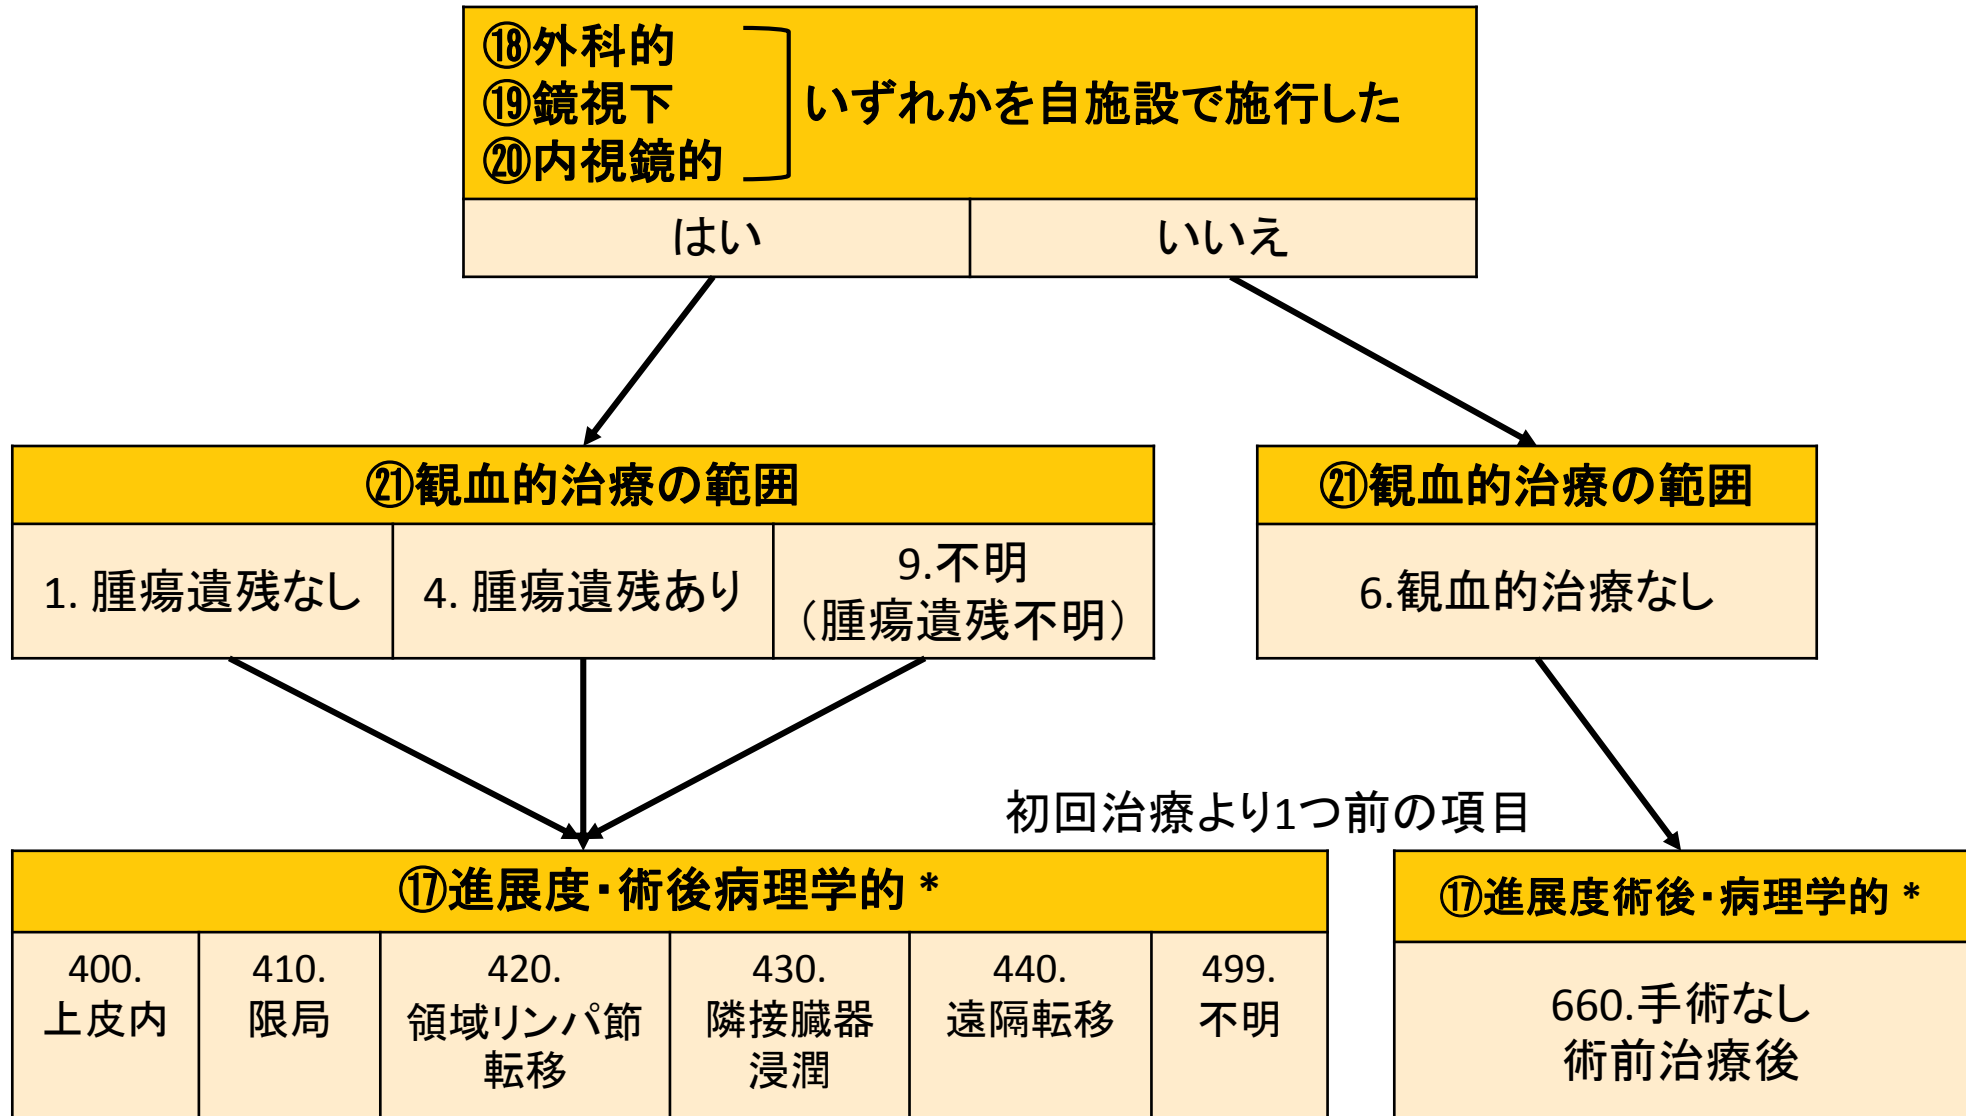 ⑱外科的
⑲鏡視下
⑳内視鏡的
いずれかを自施設で施行した
はい
いいえ
㉑観血的治療の範囲
1. 腫瘍遺残なし
4. 腫瘍遺残あり
9.不明
（腫瘍遺残不明）
㉑観血的治療の範囲
6.観血的治療なし
初回治療より1つ前の項目
⑰進展度・術後病理学的 *
400.
上皮内
410.
限局
420.
領域リンパ節
転移
430.
隣接臓器
浸潤
440.
遠隔転移
499.
不明
⑰進展度術後・病理学的 *
660.手術なし
術前治療後